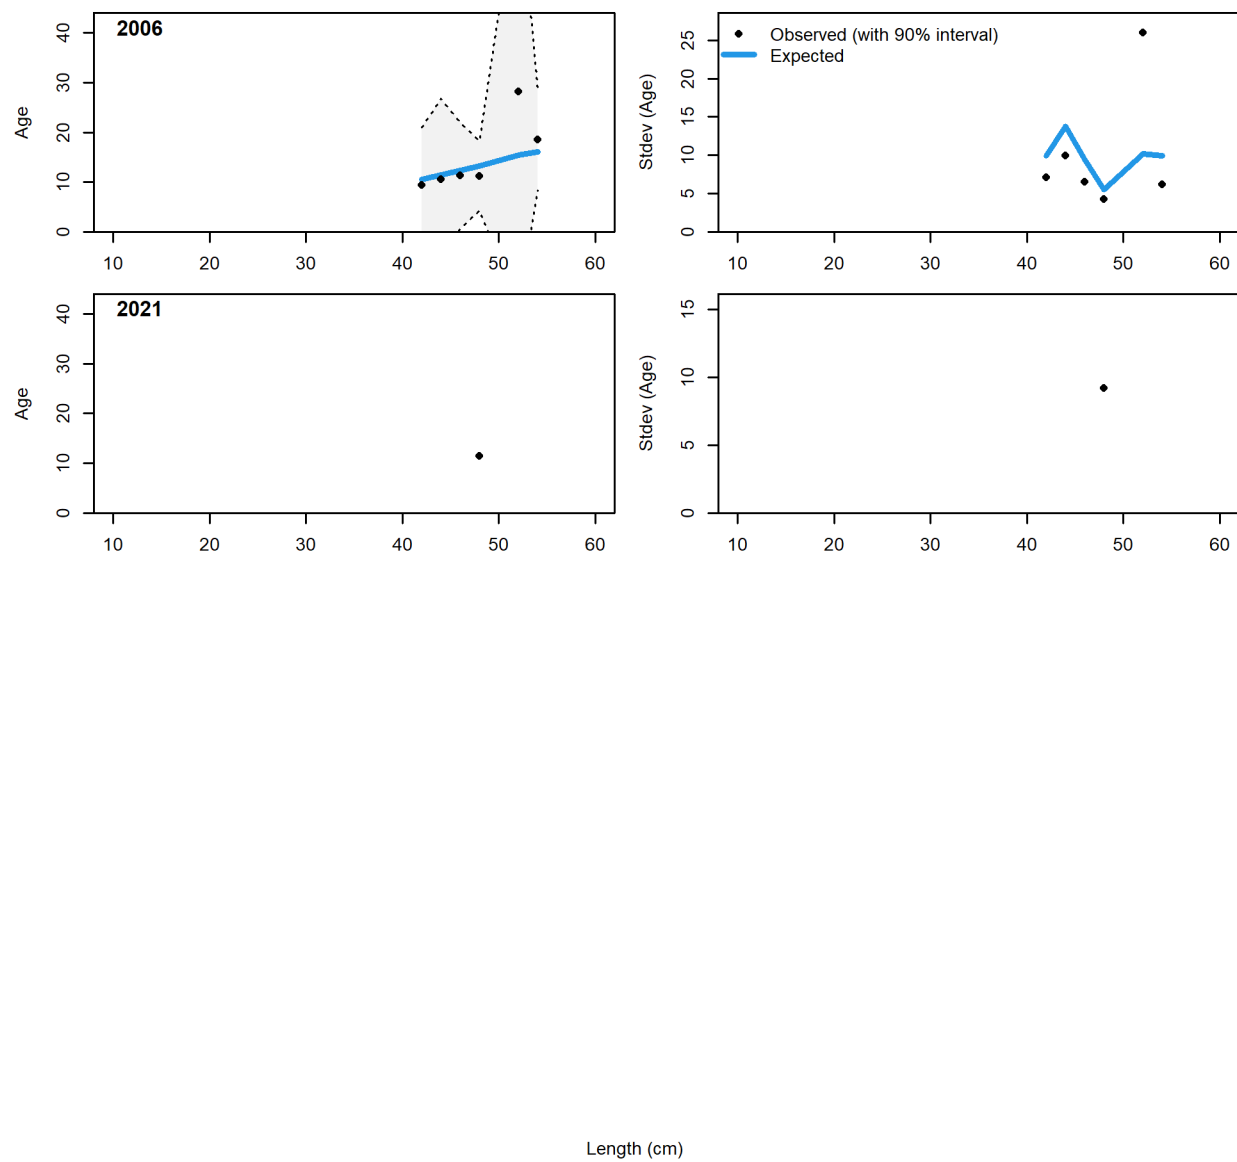 2006
Age
0 10 20 30 40
10 20 30 40 50 60
Observed (with 90% interval)
Expected
Stdev (Age)
0 5 10 15 20 25
10 20 30 40 50 60
2021
Age
0 10 20 30 40
10 20 30 40 50 60
Stdev (Age)
0 5 10 15
10 20 30 40 50 60
Length (cm)